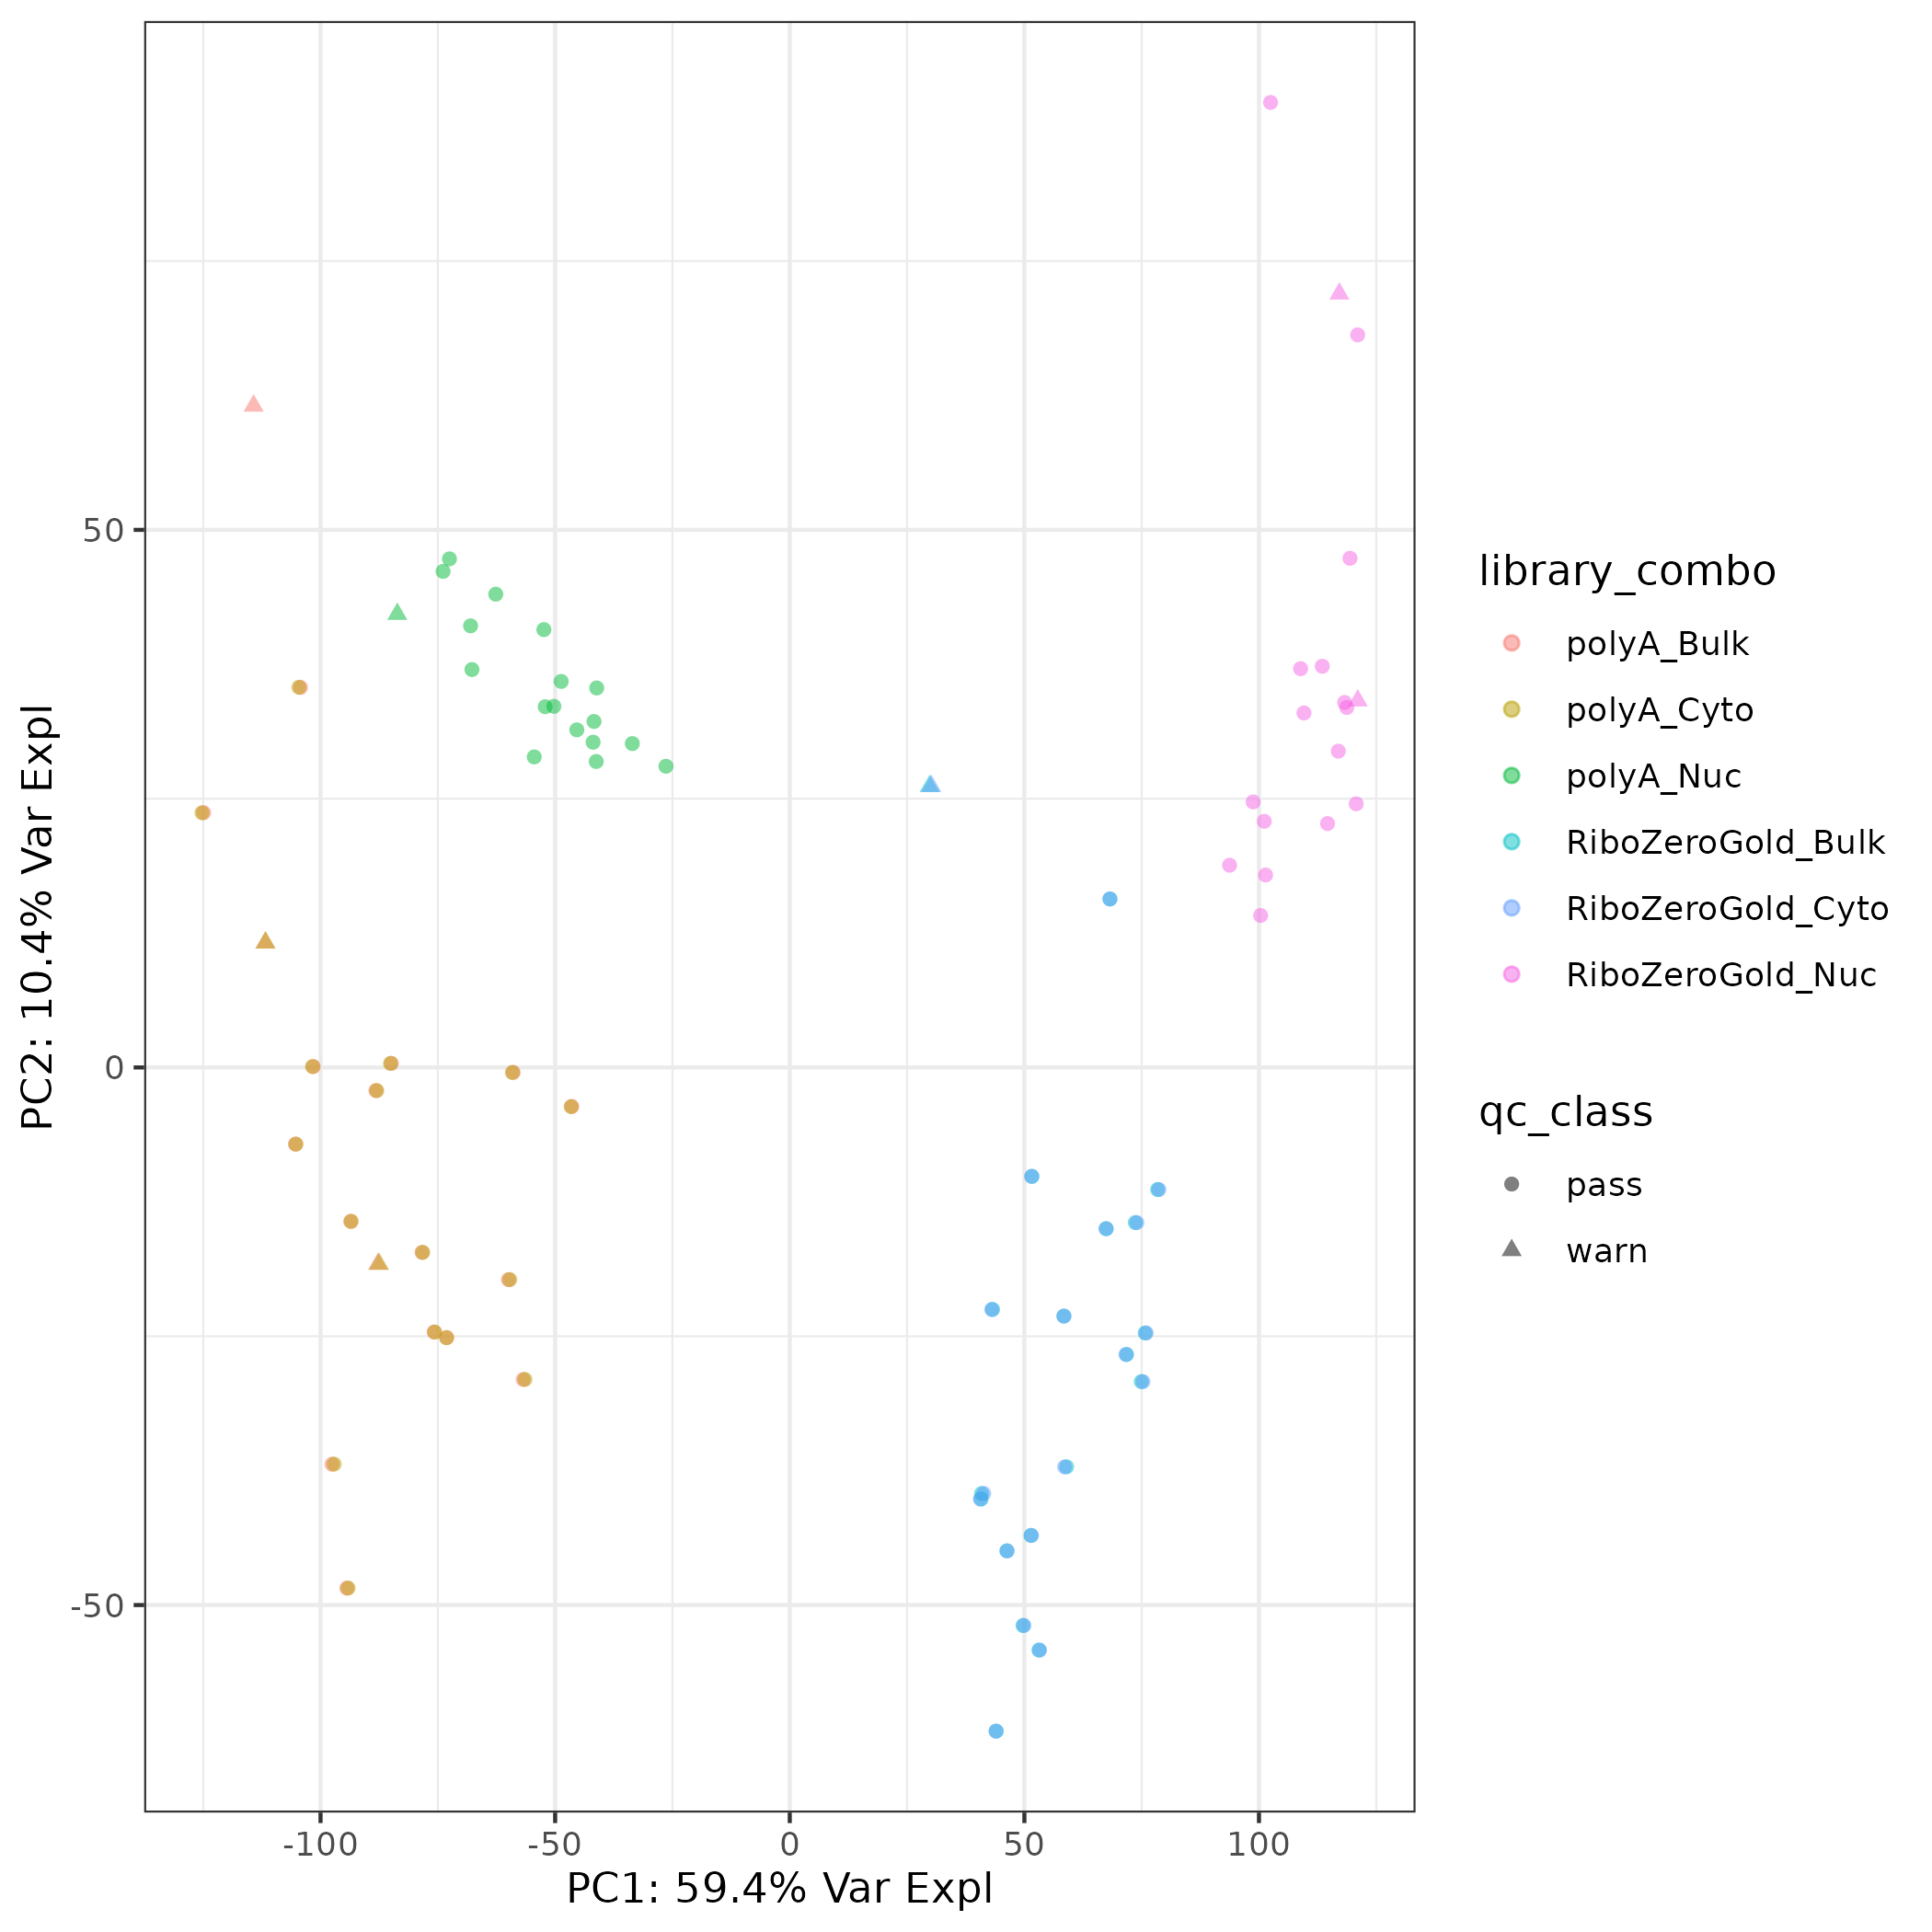 PC2: 10.4% Var Expl
50
0
-50
-100
-50
0
50
100
PC1: 59.4% Var Expl
library_combo
polyA_Bulk
polyA_Cyto
polyA_Nuc
RiboZeroGold_Bulk
RiboZeroGold_Cyto
RiboZeroGold_Nuc
qc_class
pass
warn